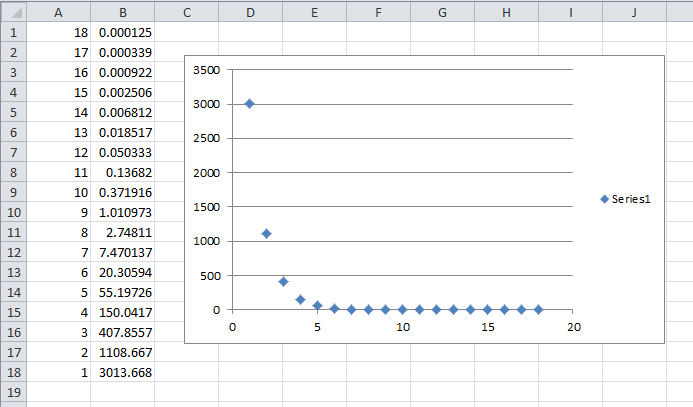 A B C D E F G H I J
1 18 0.000125
2 17 0.000339
3 16 0.000922
4 15 0.002506
5 14 0.006812
6 13 0.018517
7 12 0.050333
8 11 0.13682
9 10 0.371916
10 9 1.010973
11 8 2.74811
12 7 7.470137
13 6 20.30594
14 5 55.19726
15 4 150.0417
16 3 407.8557
17 2 1108.667
18 1 3013.668
19
3500
3000
2500
2000
1500
1000
500
0
0 5 10 15 20
Series1